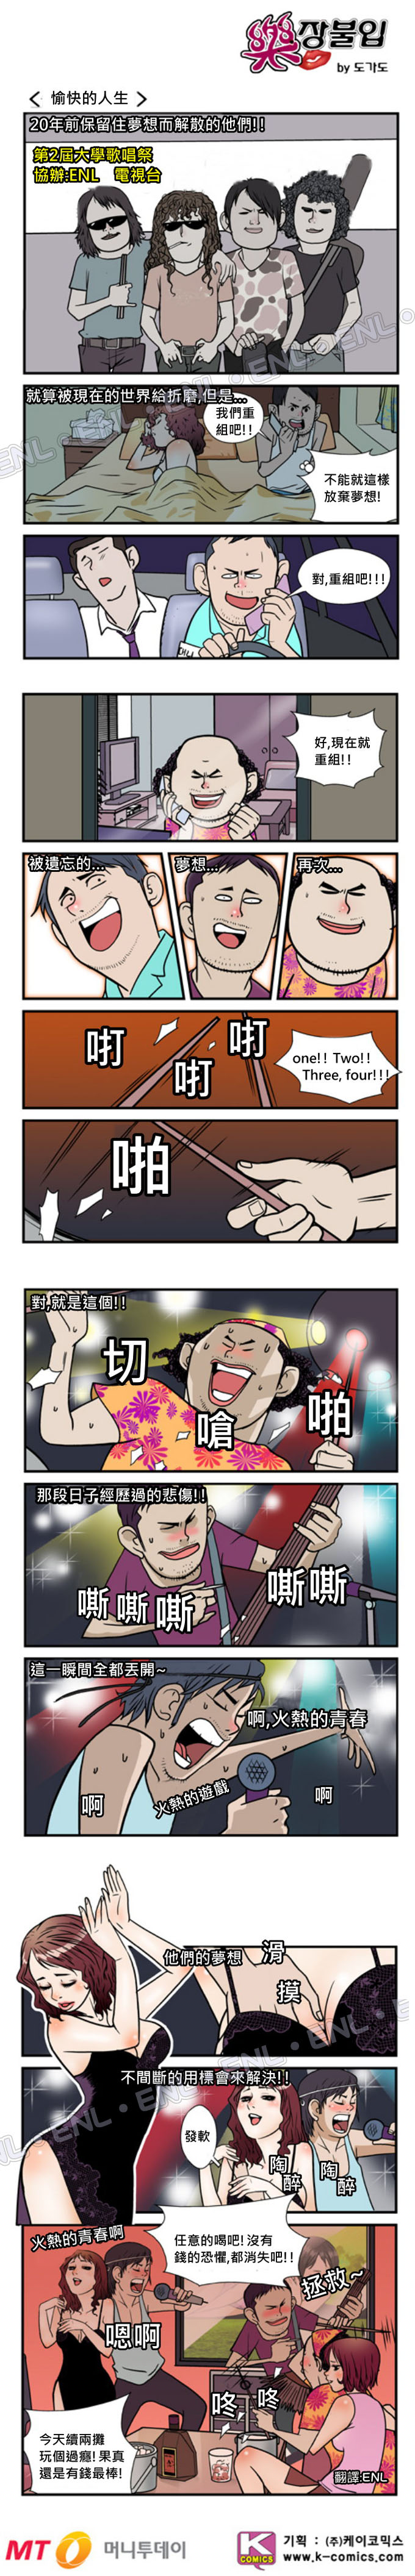 樂장불입
by 도가도
< 愉快的人生 >
20年前保留住夢想而解散的他們!!
第2屆大學歌唱祭
協辦:ENL 電視台
就算被現在的世界給折磨,但是...
我們重
組吧!!
不能就這樣
放棄夢想!
對,重組吧!!!
好,現在就
重組!!
被遺忘的...
夢想...
再次...
叮
叮
叮
one!! Two!!
Three, four!!!
啪
對,就是這個!!
切
嗆
啪
那段日子經歷過的悲傷!!
嘶 嘶 嘶
嘶嘶
這一瞬間全都丟開~
啊,火熱的青春
火熱的遊戲
啊
啊
他們的夢想
滑
摸
不間斷的用標會來解決!!
發軟
陶
醉
陶
醉
火熱的青春啊
任意的喝吧! 沒有
錢的恐懼,都消失吧!!
拯救~
嗯啊
咚
咚
今天續兩攤
玩個過癮! 果真
還是有錢最棒!
翻譯:ENL
MT 머니투데이
K COMICS
기획 : (주)케이코믹스
www.k-comics.com
ENL • ENL • ENL